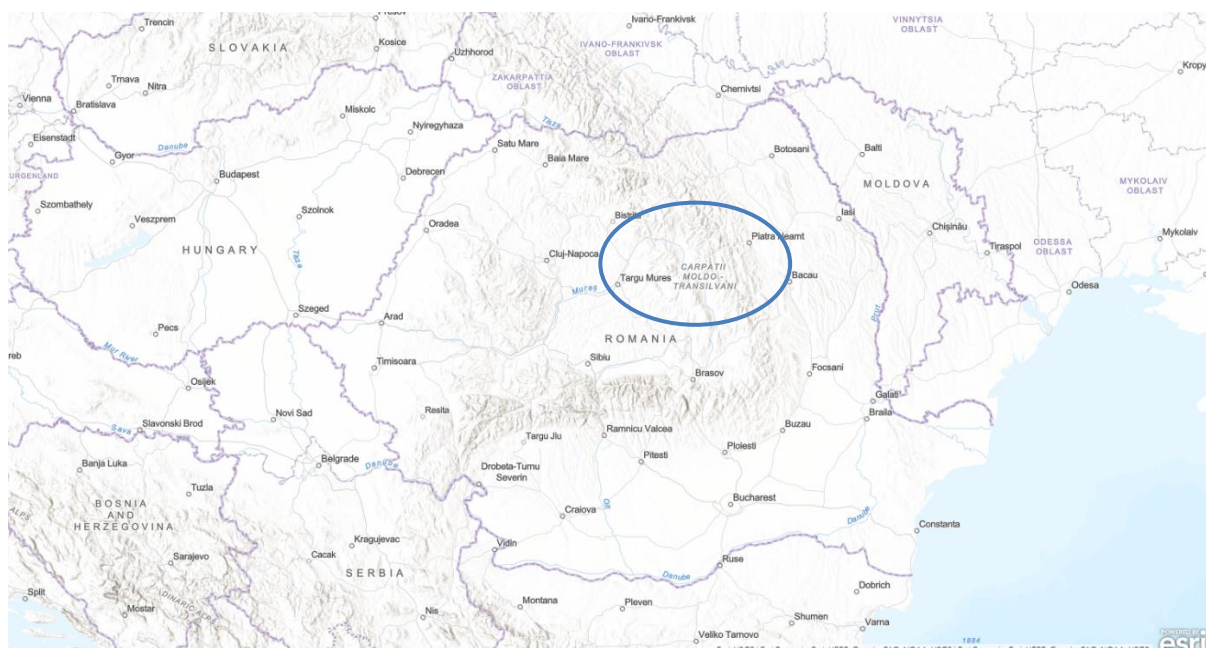 Trencin
Presov
Kosice
Ivano-Frankivsk
IVANO-FRANKIVSK
OBLAST
VINNYTSIA
OBLAST
SLOVAKIA
Uzhhorod
ZAKARPATTIA
OBLAST
Kropy
Trnava
Nitra
Vienna
Bratislava
Miskolc
Chernivtsi
Tisza
Eisenstadt
Danube
Nyiregyhaza
Satu Mare
Baia Mare
Botosani
Balti
Gyor
BURGENLAND
Budapest
Debrecen
MOLDOVA
MYKOLAIV
OBLAST
Szombathely
Veszprem
Szolnok
Oradea
Bistrita
Iasi
Chișinău
Piatra Neamt
ODESSA
OBLAST
Mykolaiv
Tiraspol
HUNGARY
Cluj-Napoca
CARPATII
MOLDO -
TRANSILVANI
Targu Mures
Bacau
Mureș
Odesa
Szeged
Arad
Prut
Pecs
ROMANIA
Mur River
Timisoara
Sibiu
Brasov
Focsani
Osijek
Galati
Braila
Novi Sad
Resita
Slavonski Brod
Sava
Ramnicu Valcea
Buzau
Targu Jiu
Ploiesti
Pitesti
Banja Luka
Belgrade
Danube
Drobeta-Turnu
Severin
Tuzla
BOSNIA
AND
HERZEGOVINA
Olt
Bucharest
Craiova
Danube
Constanta
ALPS
Kragujevac
Cacak
Vidin
Sarajevo
SERBIA
Ruse
Danube
Dobrich
Split
DINARIC ALPS
Mostar
Nis
Montana
Pleven
Shumen
Varna
Veliko Tarnovo
1884
POWERED BY
esri